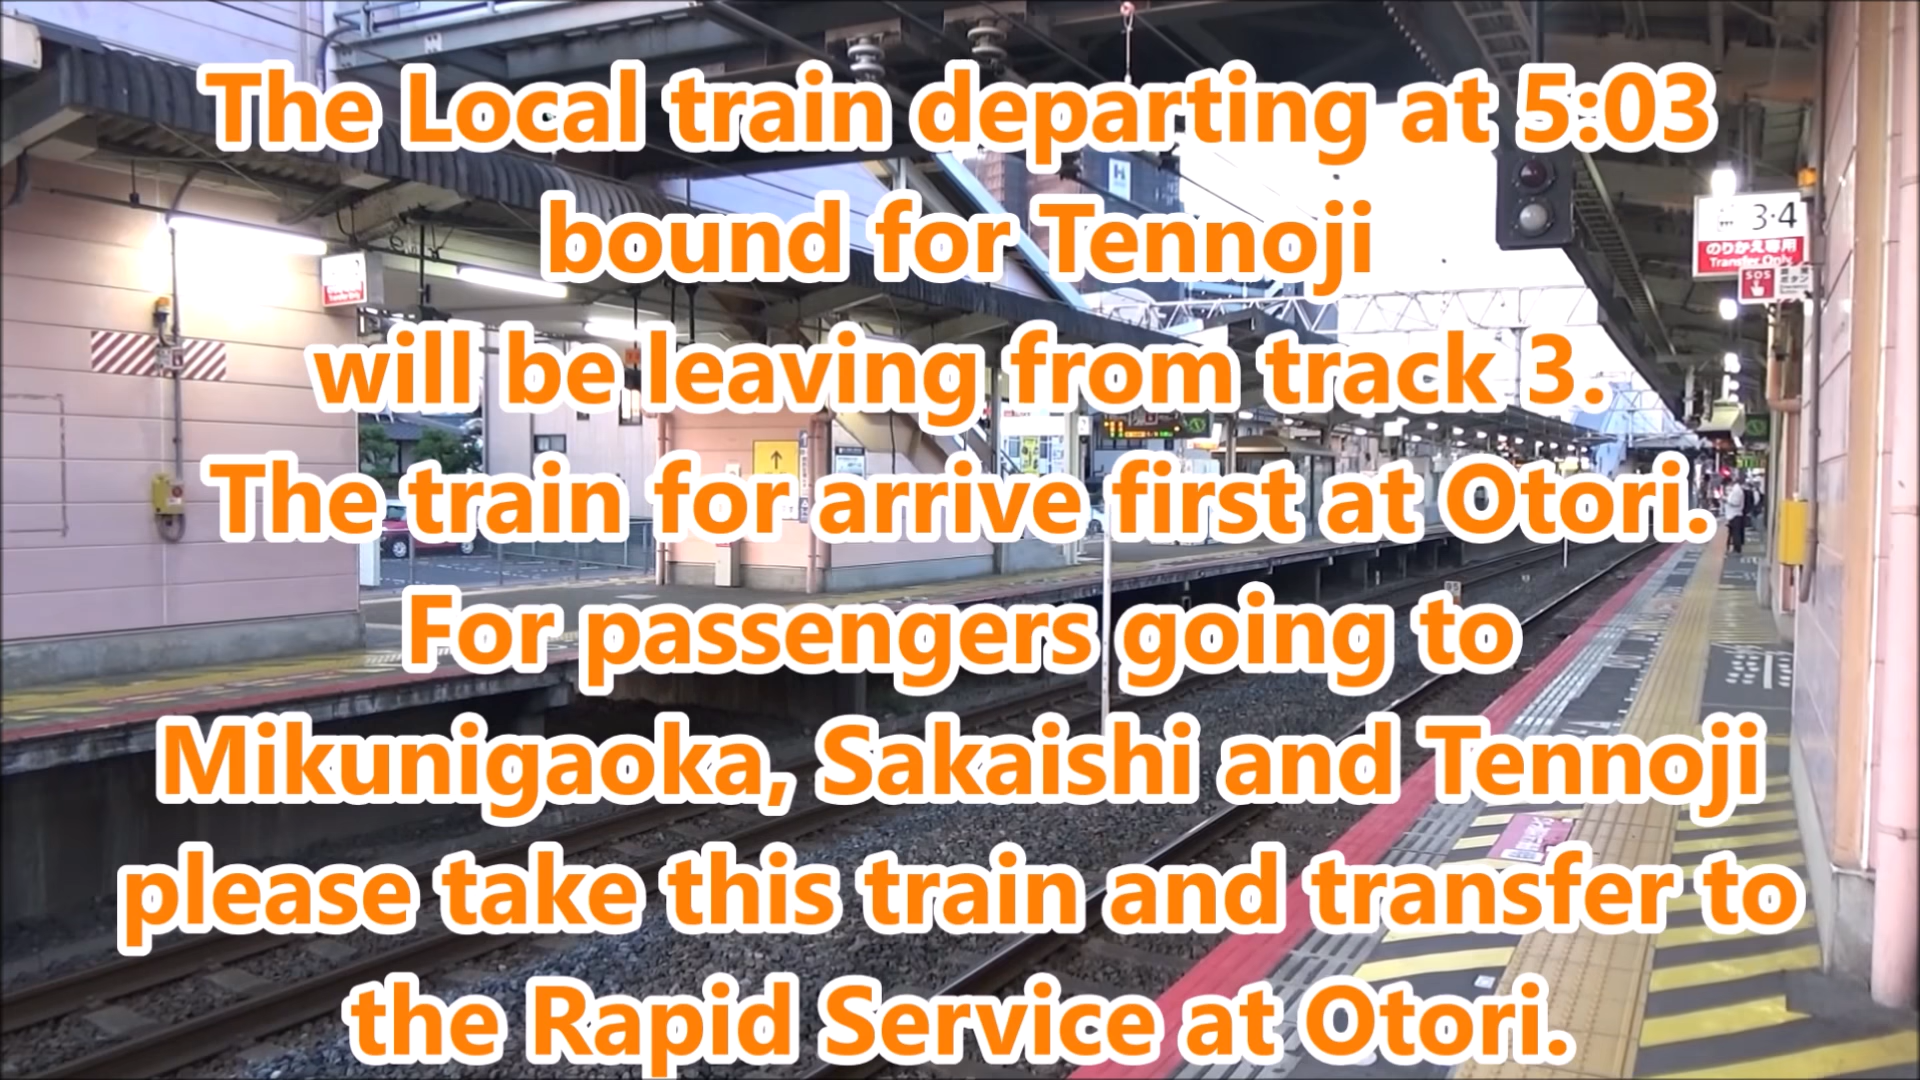 The Local train departing at 5:03
bound for Tennoji
will be leaving from track 3.
The train for arrive first at Otori.
For passengers going to
Mikunigaoka, Sakaishi and Tennoji
please take this train and transfer to
the Rapid Service at Otori.
3·4
のりかえ専用
Transfer Only
SOS